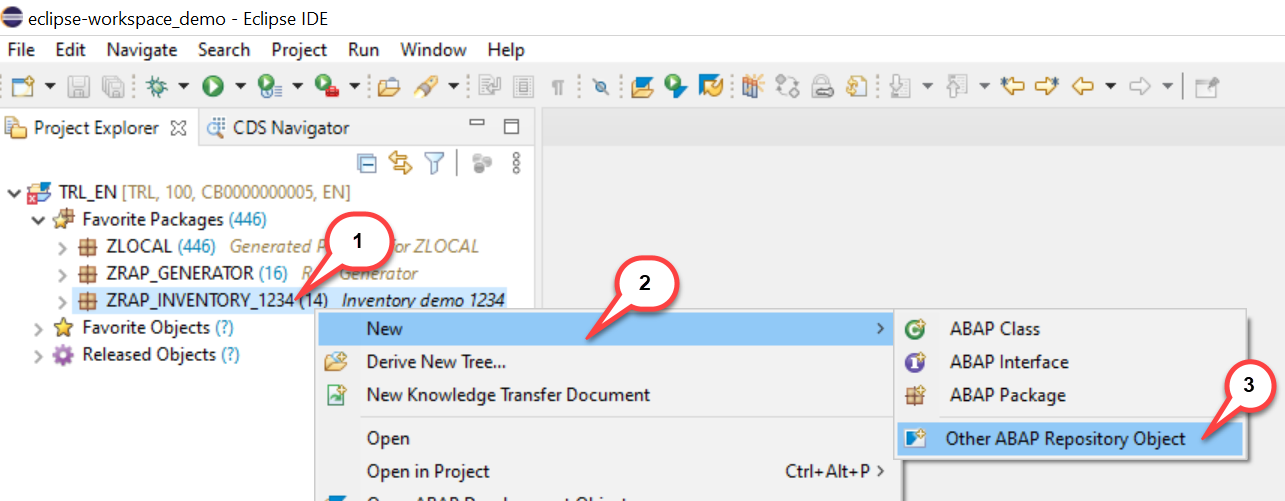 eclipse-workspace_demo - Eclipse IDE
File Edit Navigate Search Project Run Window Help
Project Explorer CDS Navigator
TRL_EN [TRL, 100, CB0000000005, EN]
Favorite Packages (446)
ZLOCAL (446) Generated P for ZLOCAL
1
ZRAP_GENERATOR (16) Generator
ZRAP_INVENTORY_1234 (14) Inventory demo 1234
2
Favorite Objects (?)
Released Objects (?)
New
Derive New Tree...
New Knowledge Transfer Document
Open
Open in Project Ctrl+Alt+P
ABAP Class
ABAP Interface
ABAP Package
3
Other ABAP Repository Object